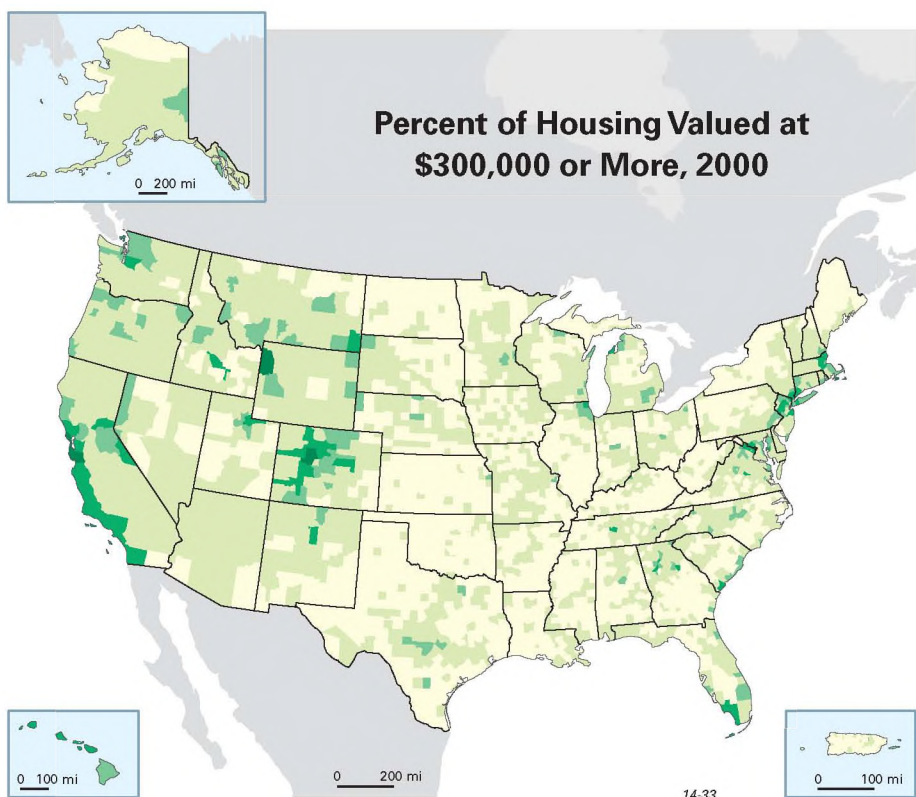 Percent of Housing Valued at
$300,000 or More, 2000
0 200 mi
0 100 mi
0 200 mi
0 100 mi
14-33